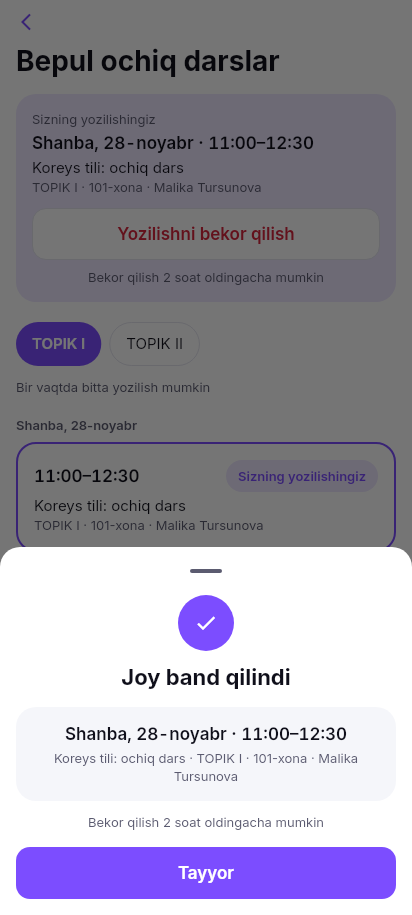 Bepul ochiq darslar
Sizning yozilishingiz
Shanba, 28-noyabr · 11:00–12:30
Koreys tili: ochiq dars
TOPIK I · 101-xona · Malika Tursunova
Yozilishni bekor qilish
Bekor qilish 2 soat oldingacha mumkin
TOPIK I
TOPIK II
Bir vaqtda bitta yozilish mumkin
Shanba, 28-noyabr
11:00–12:30
Sizning yozilishingiz
Koreys tili: ochiq dars
TOPIK I · 101-xona · Malika Tursunova
Joy band qilindi
Shanba, 28-noyabr · 11:00–12:30
Koreys tili: ochiq dars · TOPIK I · 101-xona · Malika
Tursunova
Bekor qilish 2 soat oldingacha mumkin
Tayyor